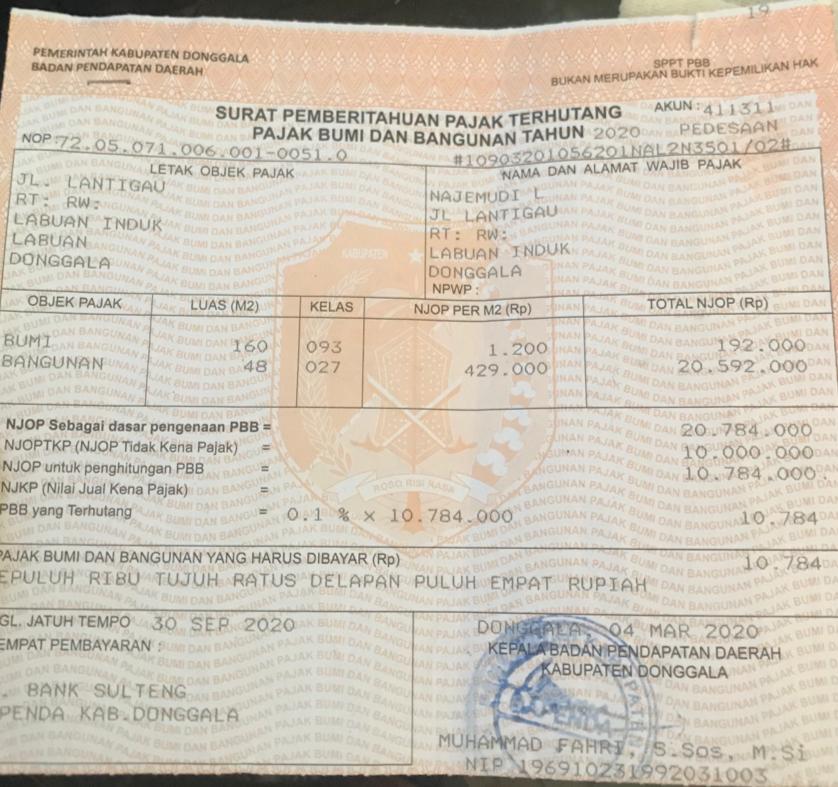 19
PEMERINTAH KABUPATEN DONGGALA
BADAN PENDAPATAN DAERAH
SPPT PBB
BUKAN MERUPAKAN BUKTI KEPEMILIKAN HAK
SURAT PEMBERITAHUAN PAJAK TERHUTANG
PAJAK BUMI DAN BANGUNAN TAHUN 2020
AKUN : 411311
PEDESAAN
NOP 72.05.071.006.001-0051.0
#10903201056201NAL2N3501/02#
LETAK OBJEK PAJAK
JL. LANTIGAU
RT: RW:
LABUAN INDUK
LABUAN
DONGGALA
NAMA DAN ALAMAT WAJIB PAJAK
NAJEMUDI L
JL LANTIGAU
RT: RW:
LABUAN INDUK
DONGGALA
NPWP :
OBJEK PAJAK LUAS (M2) KELAS NJOP PER M2 (Rp) TOTAL NJOP (Rp)
BUMI 160 093 1.200 192.000
BANGUNAN 48 027 429.000 20.592.000
NJOP Sebagai dasar pengenaan PBB = 20.784.000
NJOPTKP (NJOP Tidak Kena Pajak) = 10.000.000
NJOP untuk penghitungan PBB = 10.784.000
NJKP (Nilai Jual Kena Pajak) =
PBB yang Terhutang = 0.1 % x 10.784.000 10.784
PAJAK BUMI DAN BANGUNAN YANG HARUS DIBAYAR (Rp) 10.784
EPULUH RIBU TUJUH RATUS DELAPAN PULUH EMPAT RUPIAH
GL. JATUH TEMPO 30 SEP 2020
EMPAT PEMBAYARAN :
. BANK SULTENG
PENDA KAB.DONGGALA
DONGGALA, 04 MAR 2020
KEPALA BADAN PENDAPATAN DAERAH
KABUPATEN DONGGALA
MUHAMMAD FAHRI, S.Sos, M.Si
NIP 196910231992031003